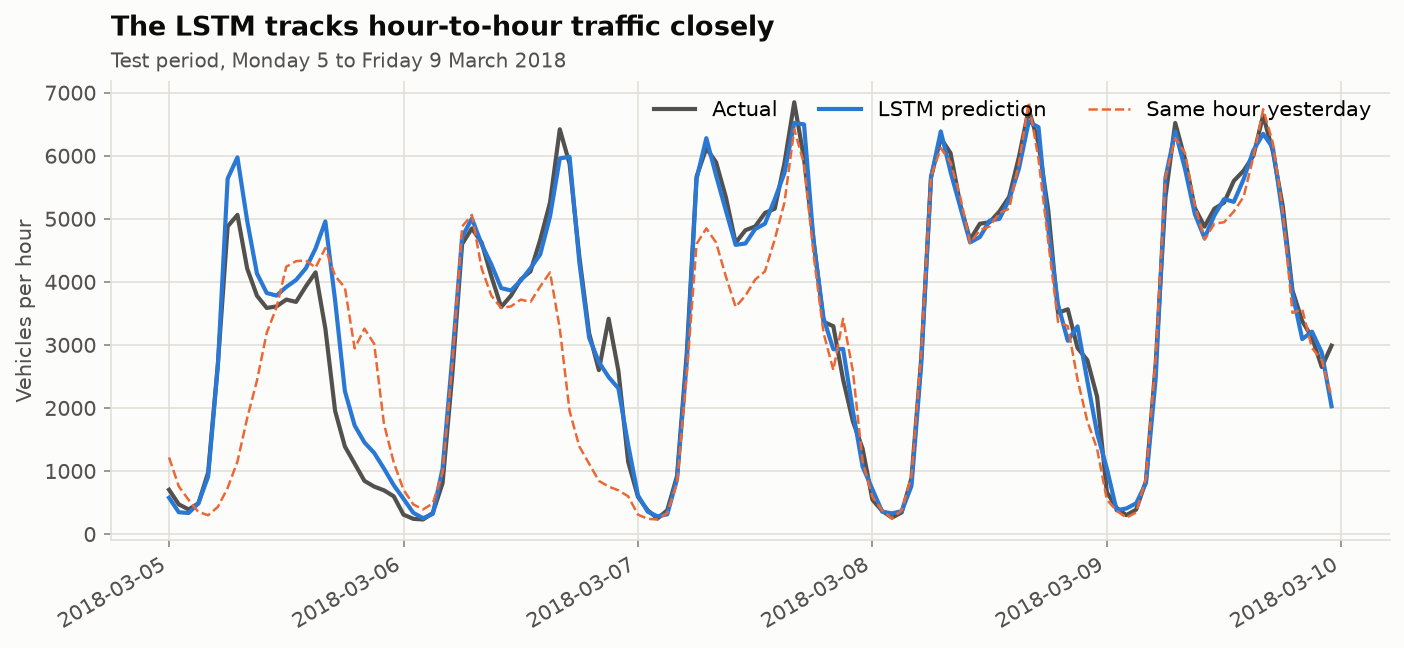 The LSTM tracks hour-to-hour traffic closely
Test period, Monday 5 to Friday 9 March 2018
Actual LSTM prediction Same hour yesterday
Vehicles per hour
7000
6000
5000
4000
3000
2000
1000
0
2018-03-05 2018-03-06 2018-03-07 2018-03-08 2018-03-09 2018-03-10